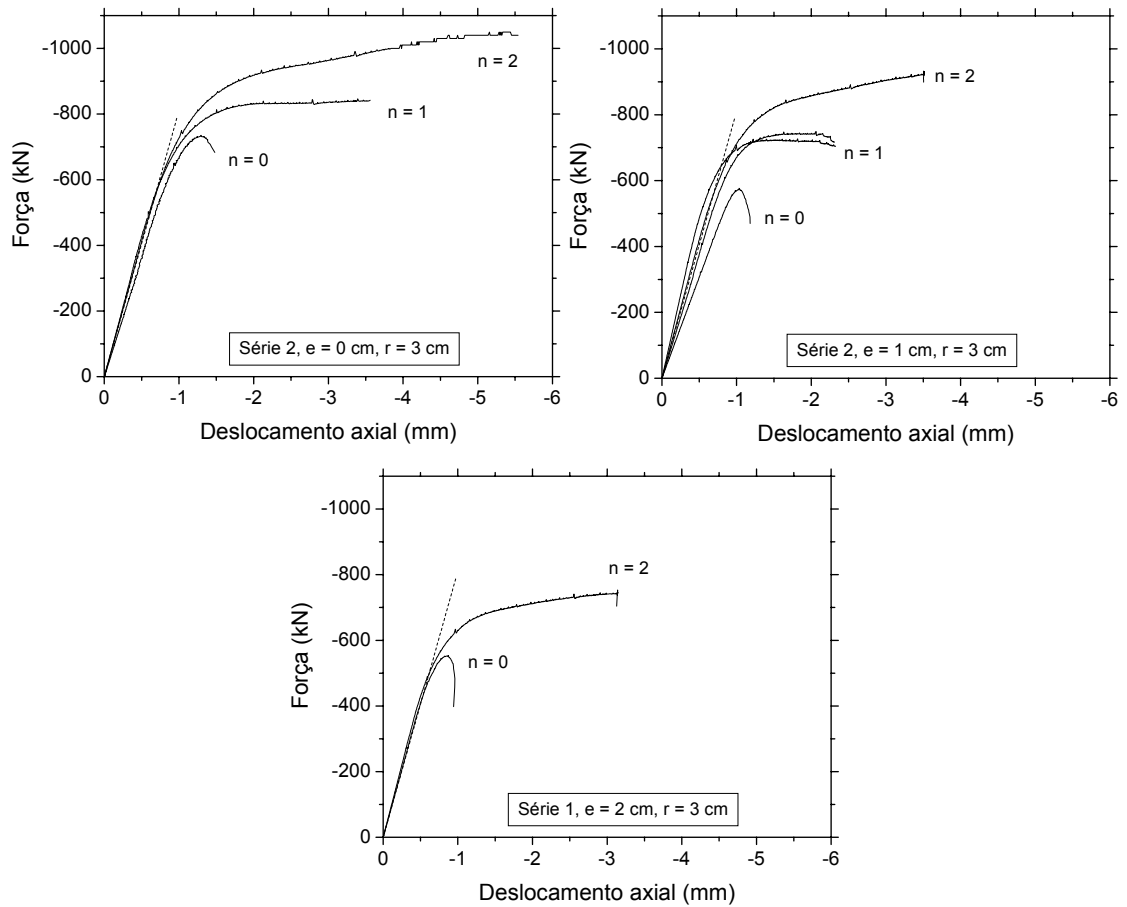 -1000
-800
-600
-400
-200
0
Força (kN)
n = 2
n = 1
n = 0
Série 2, e = 0 cm, r = 3 cm
0 -1 -2 -3 -4 -5 -6
Deslocamento axial (mm)
-1000
-800
-600
-400
-200
0
Força (kN)
n = 2
n = 1
n = 0
Série 2, e = 1 cm, r = 3 cm
0 -1 -2 -3 -4 -5 -6
Deslocamento axial (mm)
-1000
-800
-600
-400
-200
0
Força (kN)
n = 2
n = 0
Série 1, e = 2 cm, r = 3 cm
0 -1 -2 -3 -4 -5 -6
Deslocamento axial (mm)